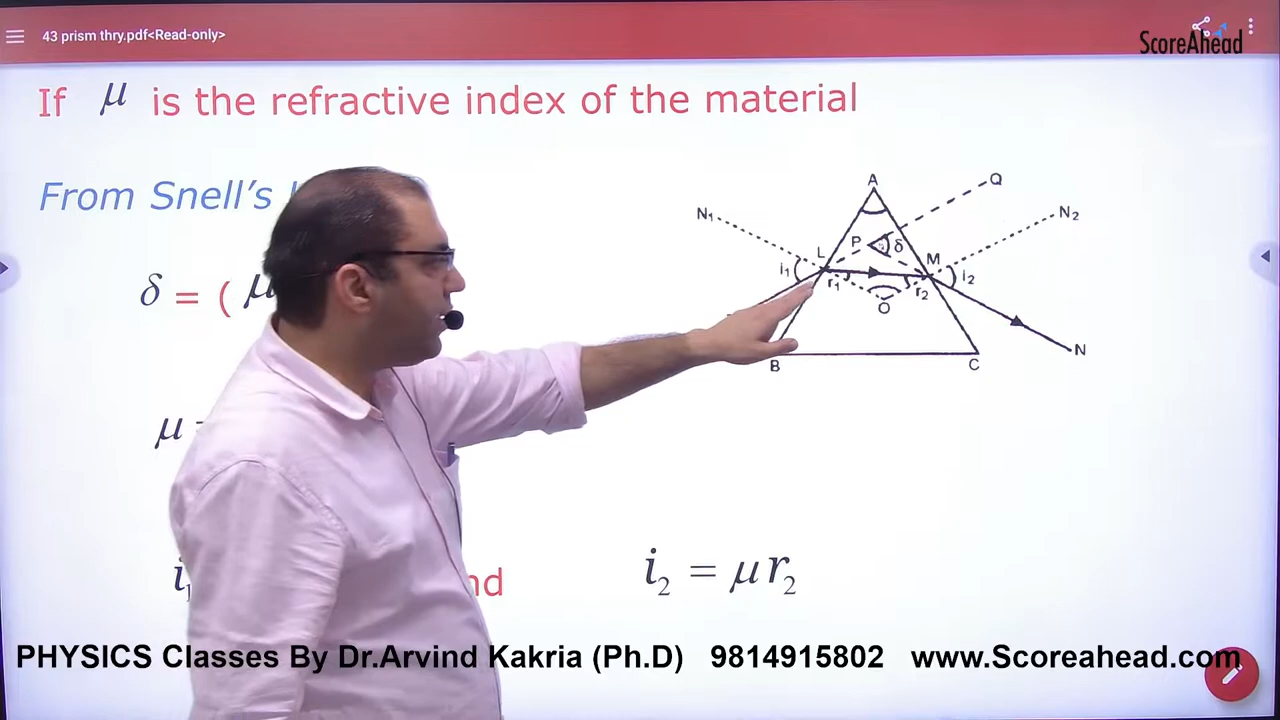 43 prism thry.pdf<Read-only>
ScoreAhead
If μ is the refractive index of the material
From Snell's
δ = ( μ
μ
i₁ nd i₂ = μr₂
A
Q
N₁
N₂
P
δ
L
M
i₁
i₂
r₁
r₂
O
N
B
C
PHYSICS Classes By Dr.Arvind Kakria (Ph.D) 9814915802 www.Scoreahead.com